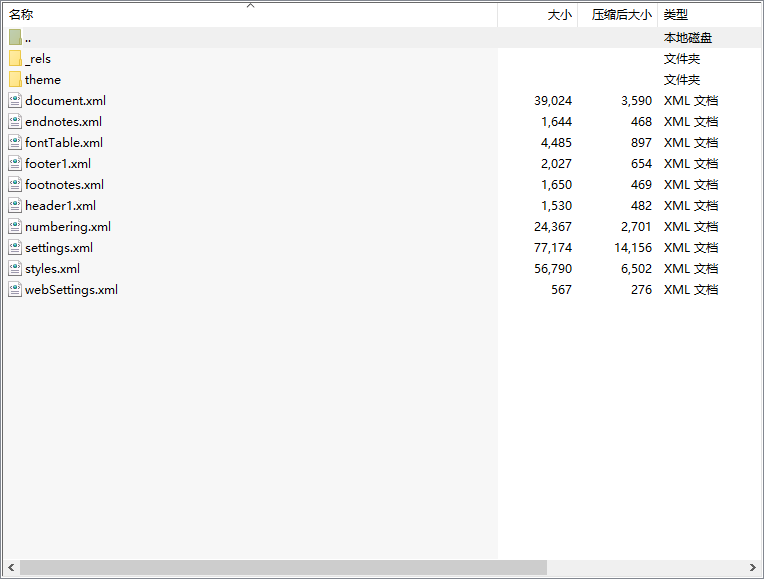 名称 大小 压缩后大小 类型
.. 本地磁盘
_rels 文件夹
theme 文件夹
document.xml 39,024 3,590 XML 文档
endnotes.xml 1,644 468 XML 文档
fontTable.xml 4,485 897 XML 文档
footer1.xml 2,027 654 XML 文档
footnotes.xml 1,650 469 XML 文档
header1.xml 1,530 482 XML 文档
numbering.xml 24,367 2,701 XML 文档
settings.xml 77,174 14,156 XML 文档
styles.xml 56,790 6,502 XML 文档
webSettings.xml 567 276 XML 文档